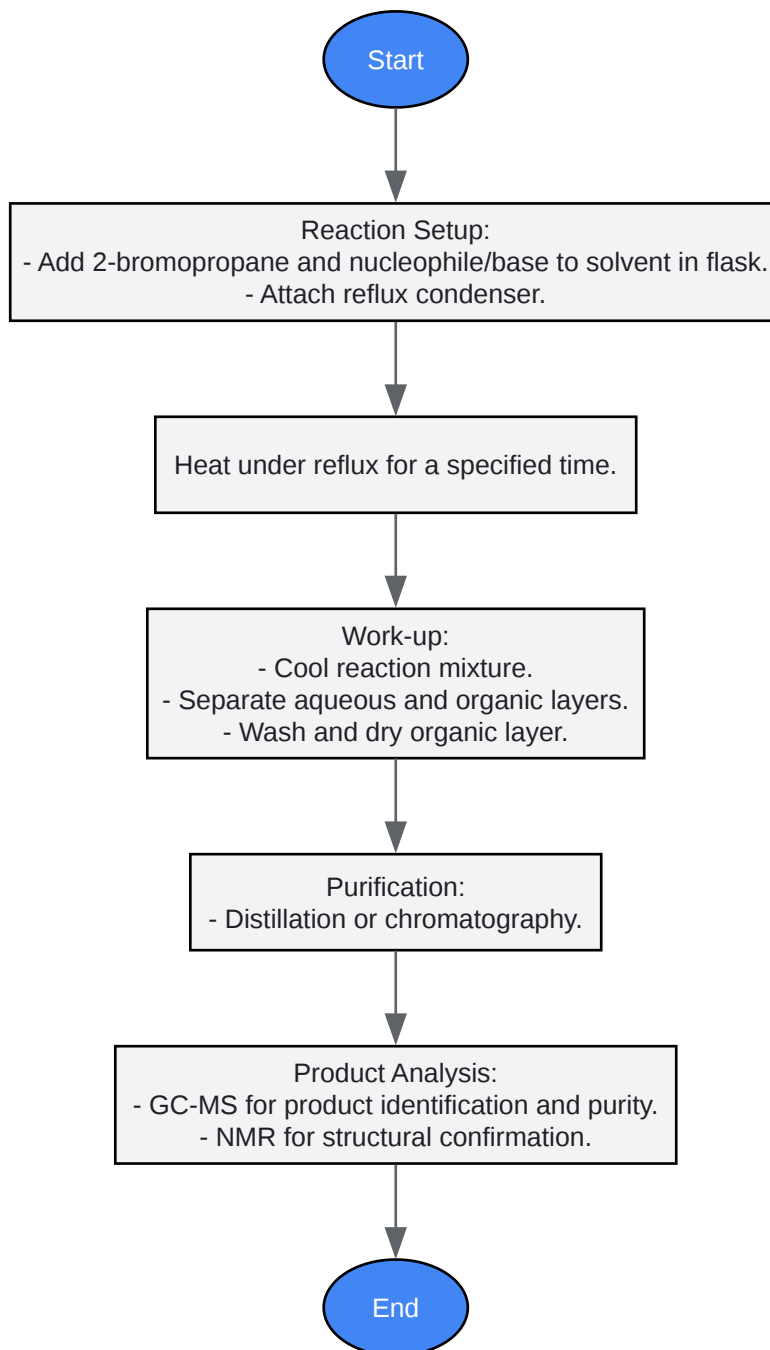 Start
Reaction Setup:
- Add 2-bromopropane and nucleophile/base to solvent in flask.
- Attach reflux condenser.
Heat under reflux for a specified time.
Work-up:
- Cool reaction mixture.
- Separate aqueous and organic layers.
- Wash and dry organic layer.
Purification:
- Distillation or chromatography.
Product Analysis:
- GC-MS for product identification and purity.
- NMR for structural confirmation.
End